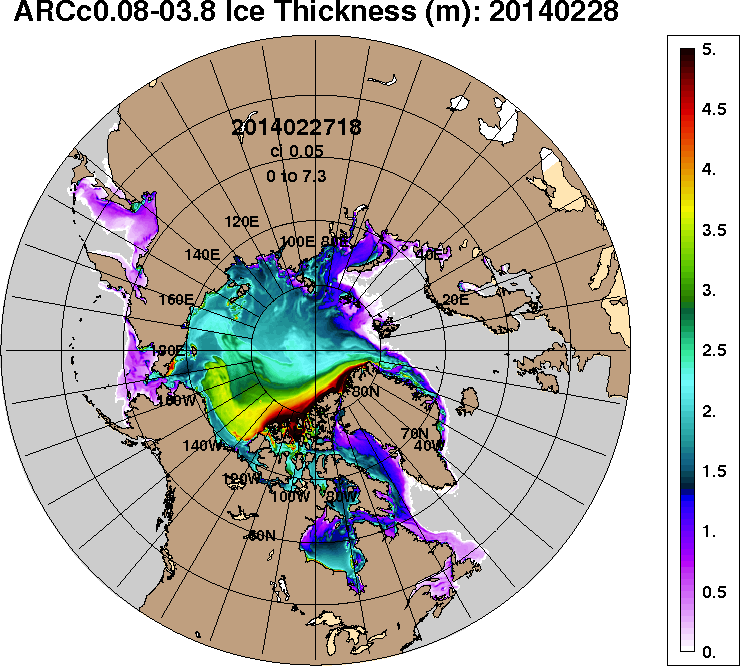 ARCc0.08-03.8 Ice Thickness (m): 20140228
5.
4.5
4.
3.5
3.
2.5
2.
1.5
1.
0.5
0.
2014022718
ci 0.05
0 to 7.3
120E
100E
80E
40E
140E
160E
20E
180E
160W
80N
140W
70N
40W
120W
100W
80W
60N